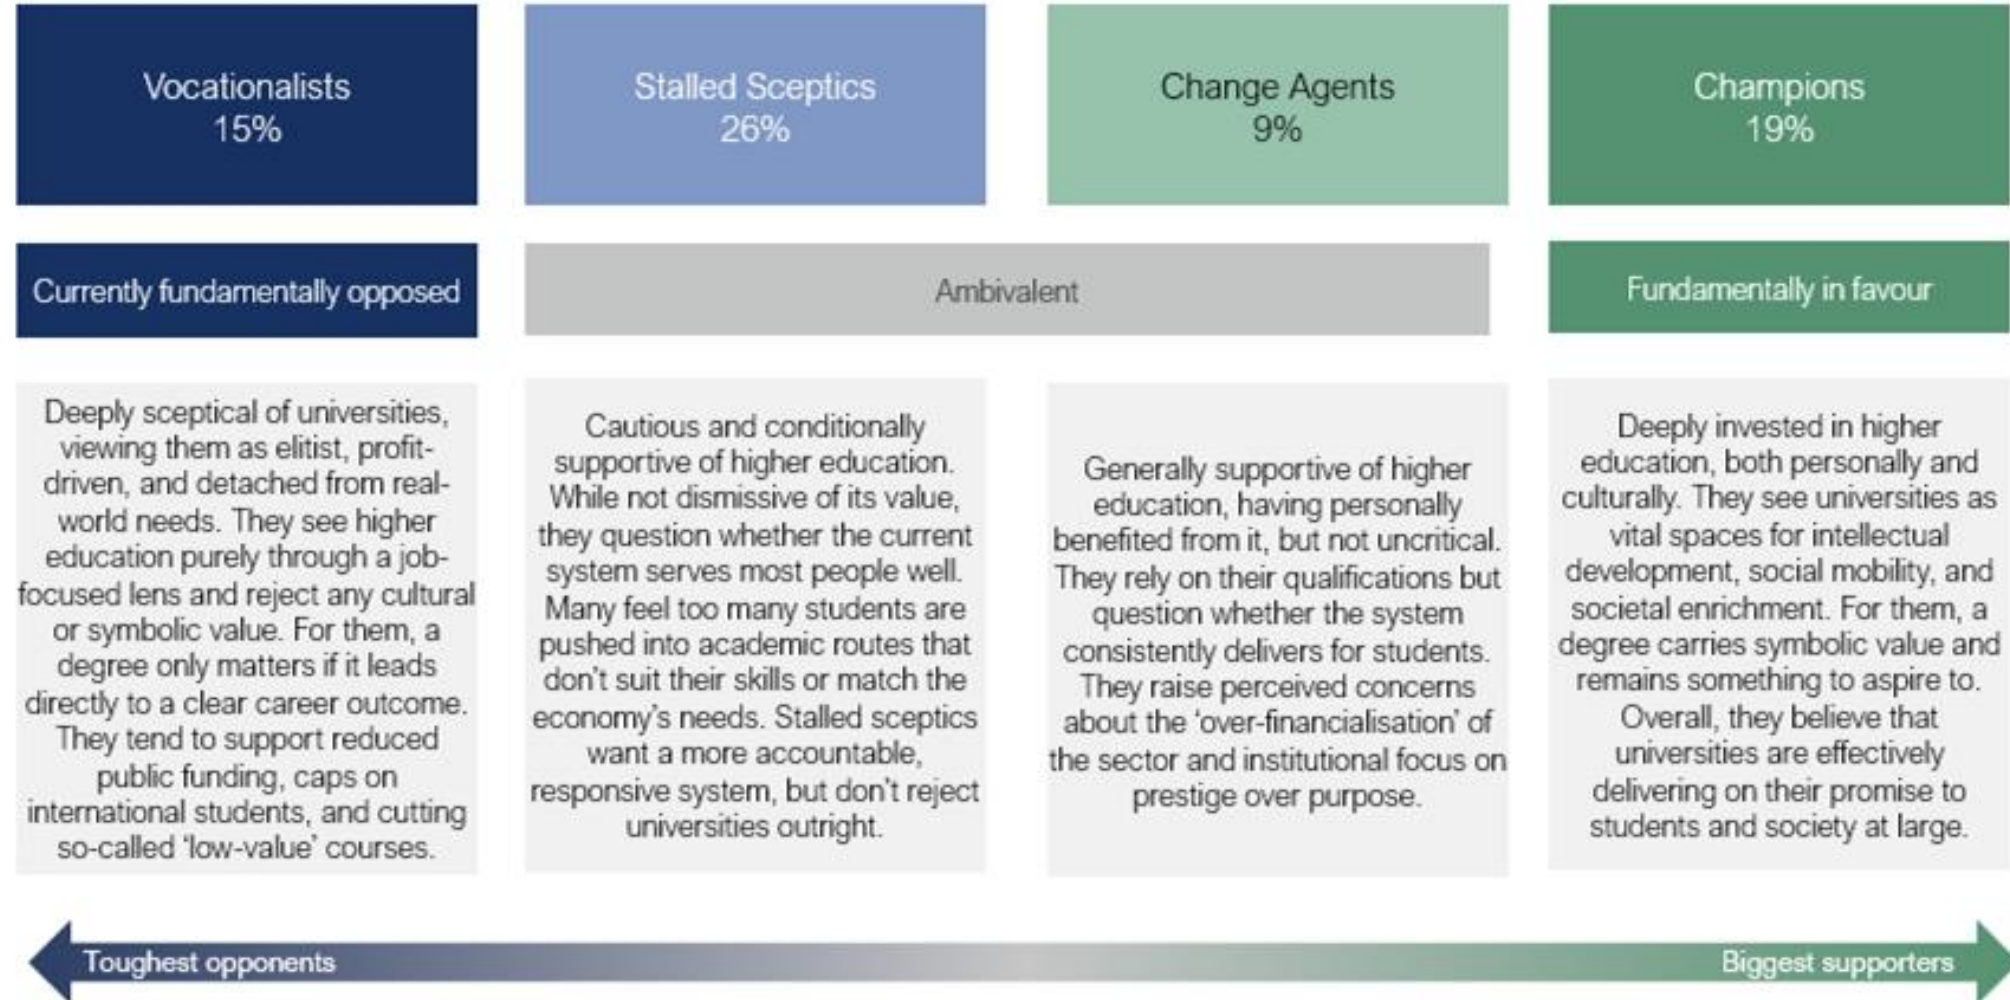 Vocationalists
15%
Stalled Sceptics
26%
Change Agents
9%
Champions
19%
Currently fundamentally opposed
Ambivalent
Fundamentally in favour
Deeply sceptical of universities,
viewing them as elitist, profit-
driven, and detached from real-
world needs. They see higher
education purely through a job-
focused lens and reject any cultural
or symbolic value. For them, a
degree only matters if it leads
directly to a clear career outcome.
They tend to support reduced
public funding, caps on
international students, and cutting
so-called ‘low-value’ courses.
Cautious and conditionally
supportive of higher education.
While not dismissive of its value,
they question whether the current
system serves most people well.
Many feel too many students are
pushed into academic routes that
don’t suit their skills or match the
economy’s needs. Stalled sceptics
want a more accountable,
responsive system, but don’t reject
universities outright.
Generally supportive of higher
education, having personally
benefited from it, but not uncritical.
They rely on their qualifications but
question whether the system
consistently delivers for students.
They raise perceived concerns
about the ‘over-financialisation’ of
the sector and institutional focus on
prestige over purpose.
Deeply invested in higher
education, both personally and
culturally. They see universities as
vital spaces for intellectual
development, social mobility, and
societal enrichment. For them, a
degree carries symbolic value and
remains something to aspire to.
Overall, they believe that
universities are effectively
delivering on their promise to
students and society at large.
Toughest opponents
Biggest supporters